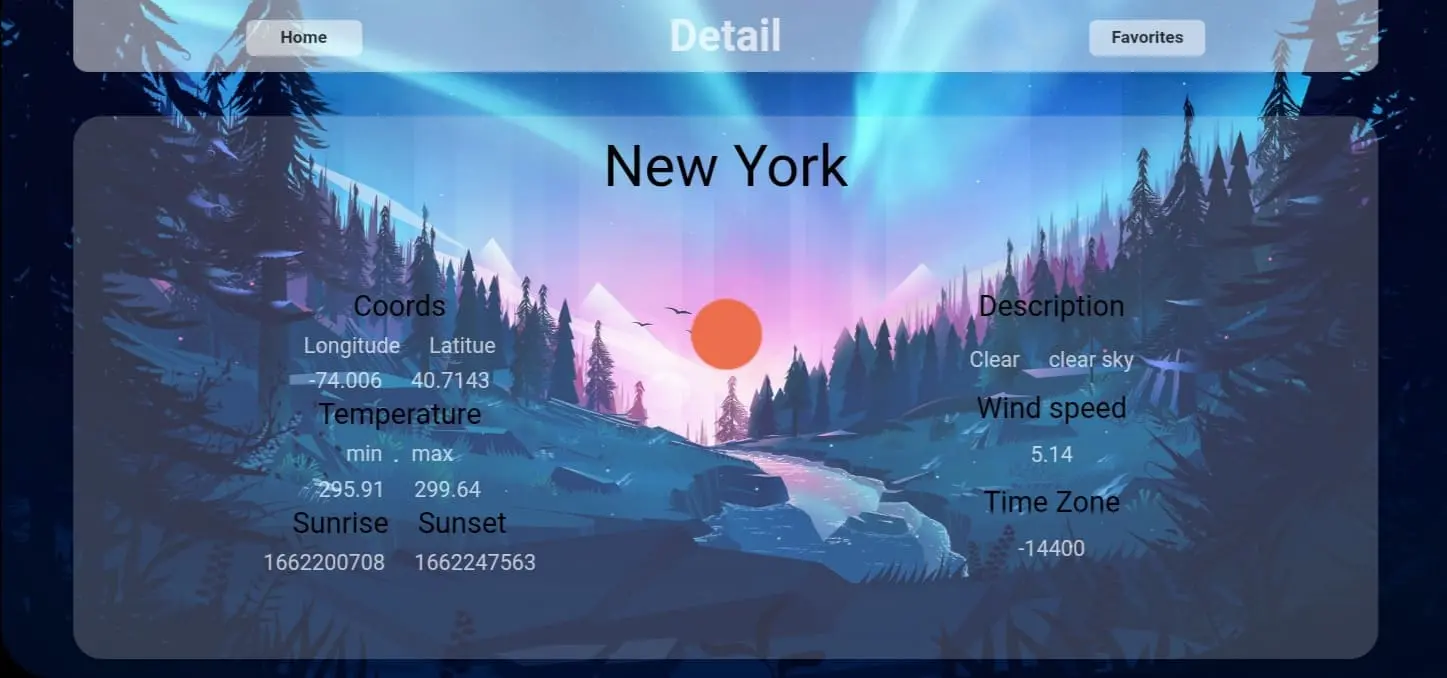 Home Detail Favorites
New York
Coords
Longitude Latitue
-74.006 40.7143
Temperature
min . max
295.91 299.64
Sunrise Sunset
1662200708 1662247563
Description
Clear clear sky
Wind speed
5.14
Time Zone
-14400